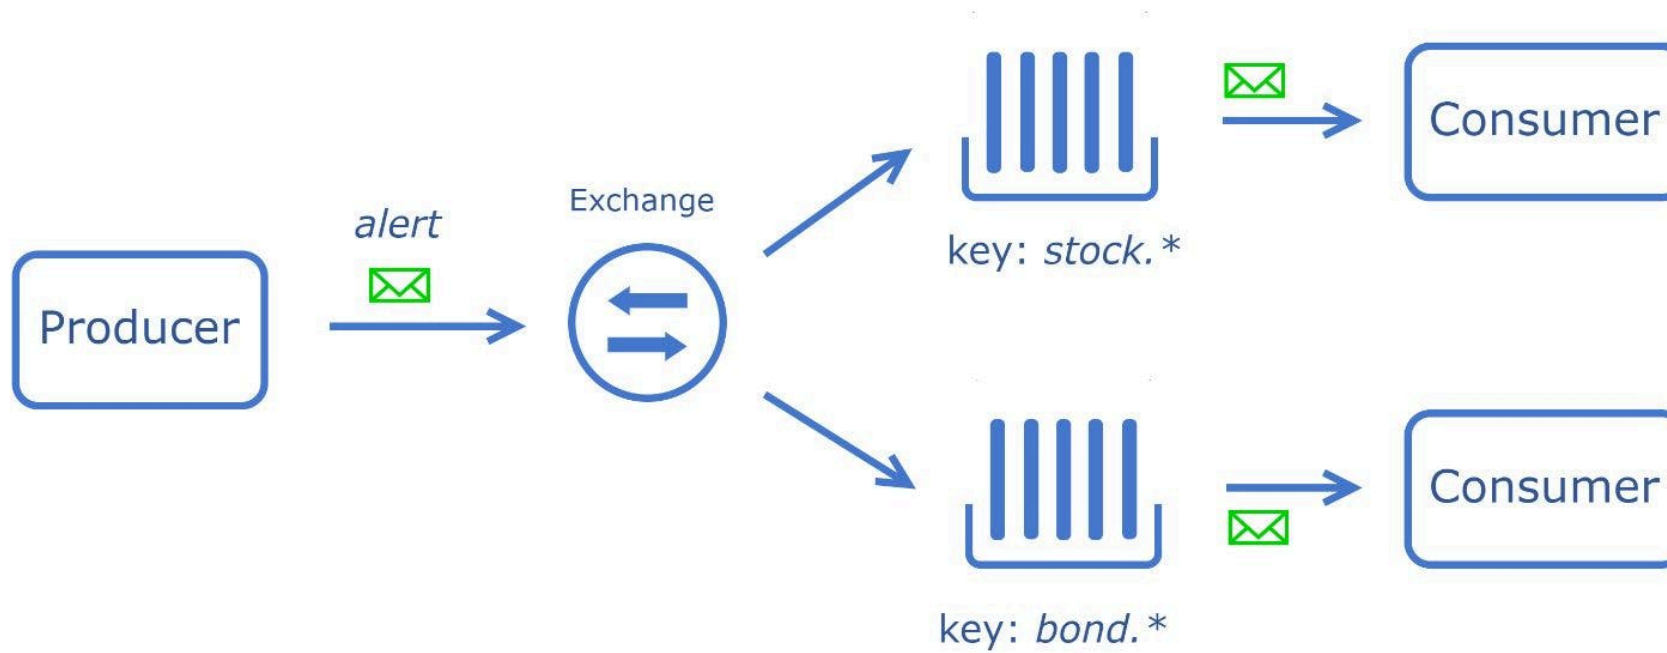 alert
Exchange
Producer
key: stock.*
Consumer
key: bond.*
Consumer